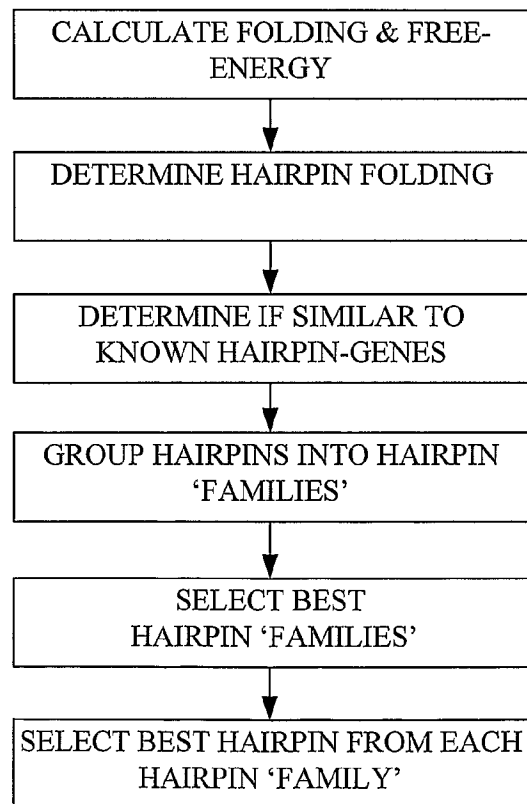 CALCULATE FOLDING & FREE-
ENERGY
DETERMINE HAIRPIN FOLDING
DETERMINE IF SIMILAR TO
KNOWN HAIRPIN-GENES
GROUP HAIRPINS INTO HAIRPIN
‘FAMILIES’
SELECT BEST
HAIRPIN ‘FAMILIES’
SELECT BEST HAIRPIN FROM EACH
HAIRPIN ‘FAMILY’